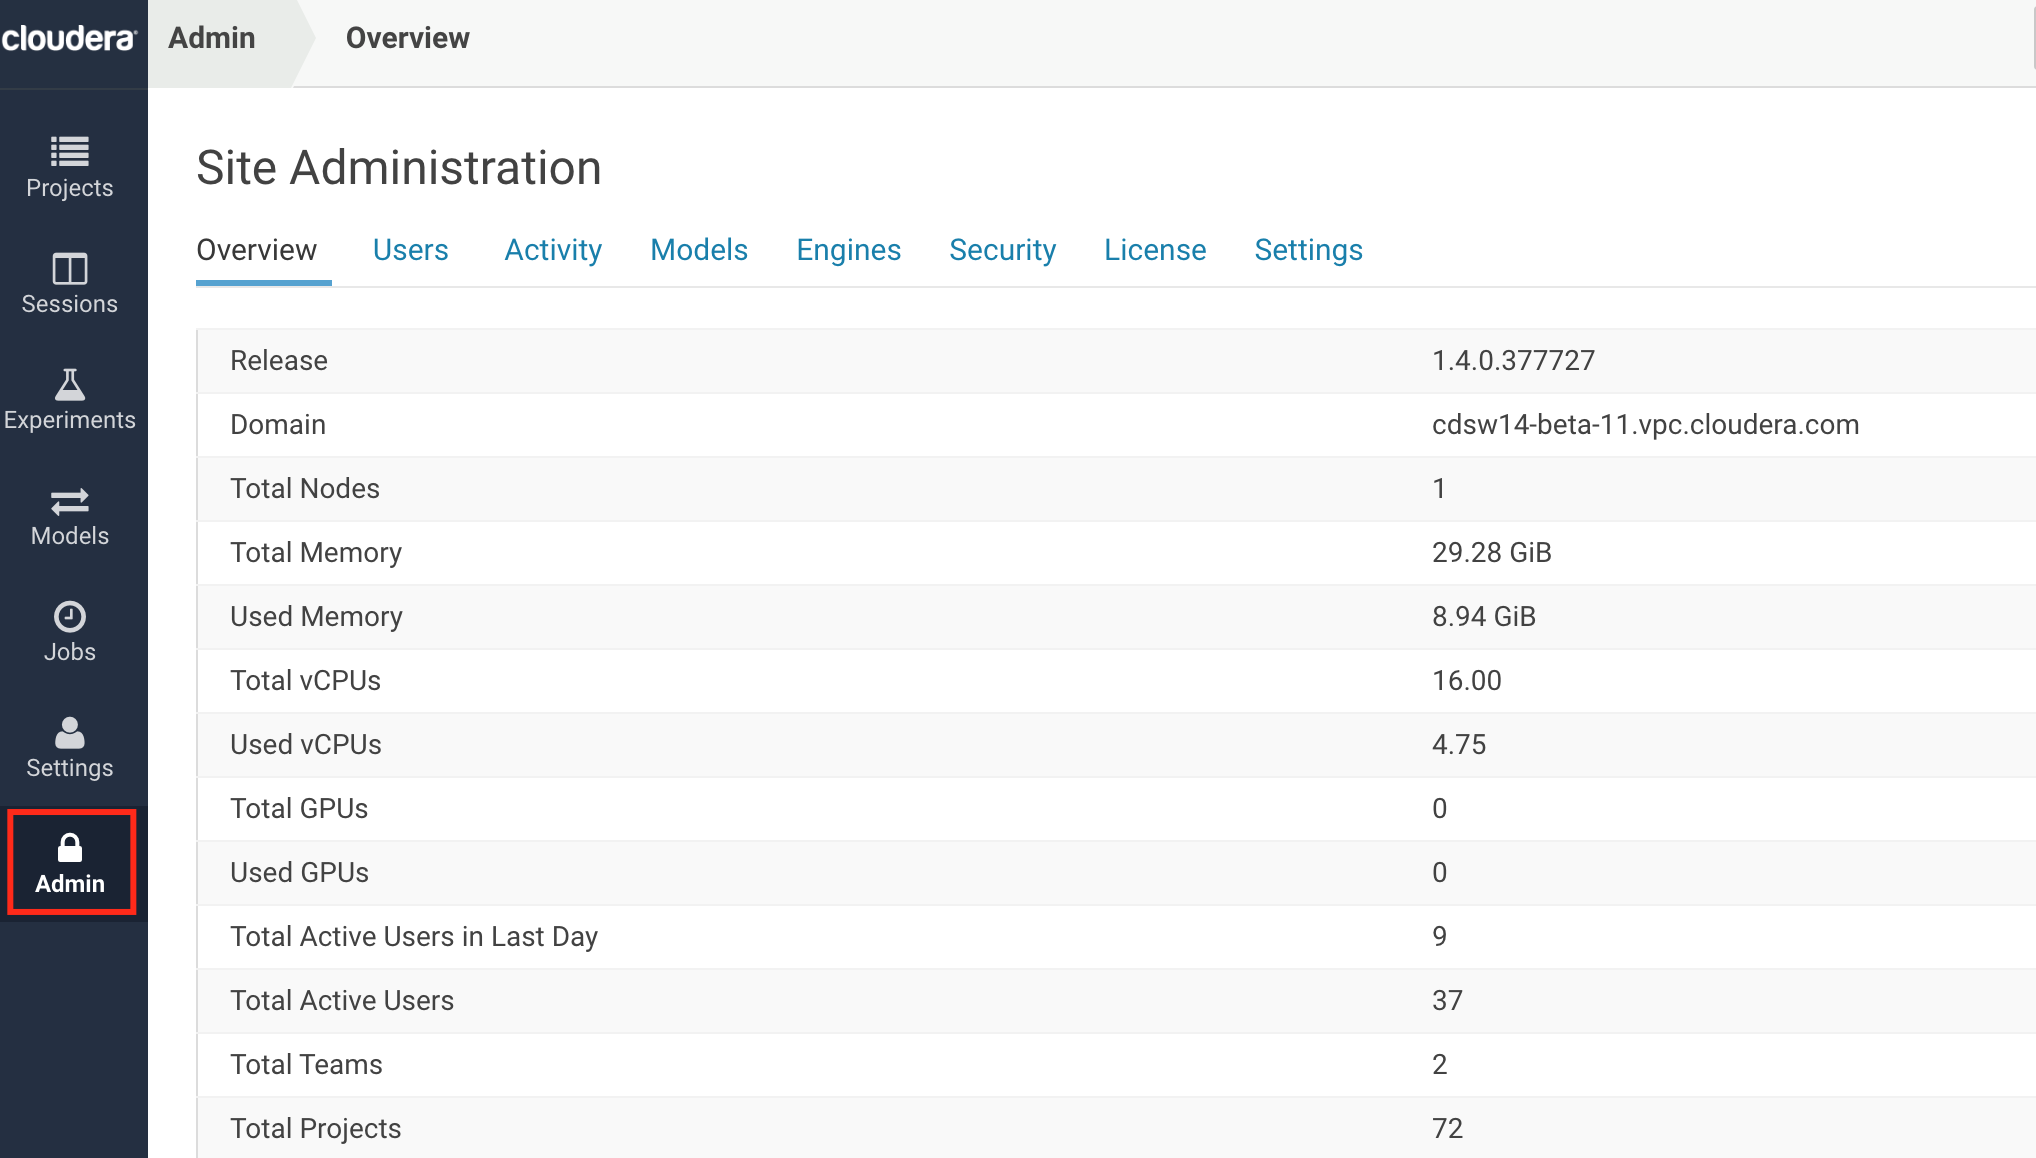 cloudera
Admin
Overview
Projects
Sessions
Experiments
Models
Jobs
Settings
Admin
Site Administration
Overview Users Activity Models Engines Security License Settings
Release 1.4.0.377727
Domain cdsw14-beta-11.vpc.cloudera.com
Total Nodes 1
Total Memory 29.28 GiB
Used Memory 8.94 GiB
Total vCPUs 16.00
Used vCPUs 4.75
Total GPUs 0
Used GPUs 0
Total Active Users in Last Day 9
Total Active Users 37
Total Teams 2
Total Projects 72